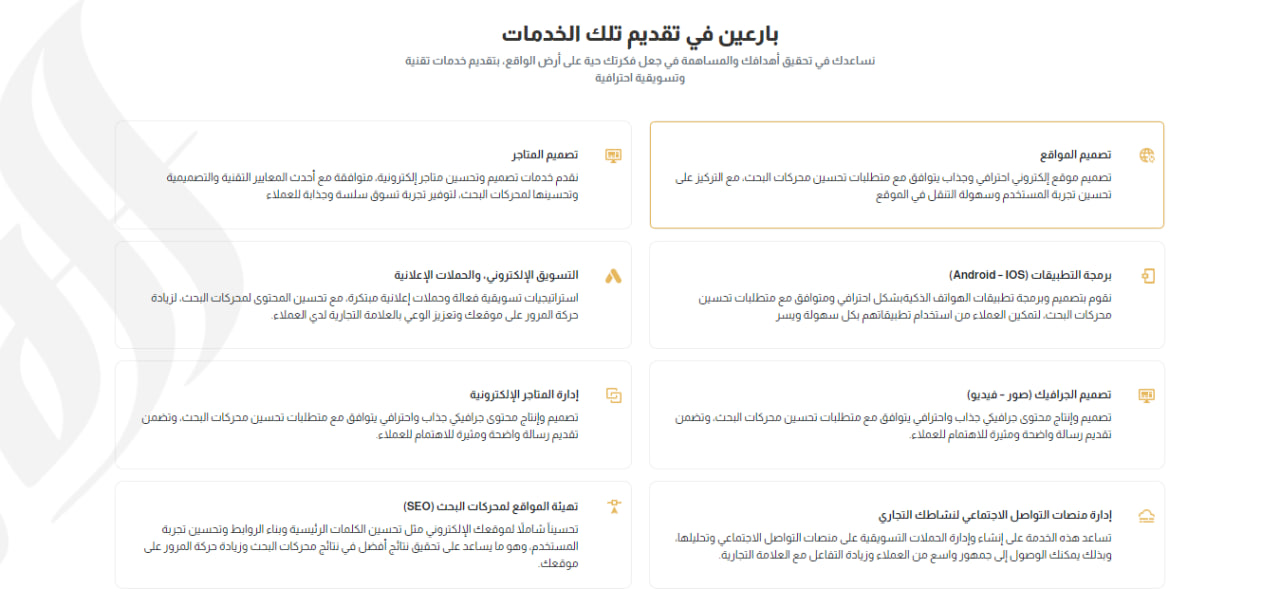 بارعين في تقديم تلك الخدمات
نساعدك في تحقيق أهدافك والمساهمة في جعل فكرتك حية على أرض الواقع، بتقديم خدمات تقنية
وتسويقية احترافية
تصميم المواقع
تصميم موقع إلكتروني احترافي وجذاب يتوافق مع متطلبات تحسين محركات البحث، مع التركيز على
تحسين تجربة المستخدم وسهولة التنقل في الموقع
تصميم المتاجر
نقدم خدمات تصميم وتحسين متاجر إلكترونية، متوافقة مع أحدث المعايير التقنية والتصميمية
وتحسينها لمحركات البحث، لتوفير تجربة تسوق سلسة وجذابة للعملاء
برمجة التطبيقات (Android - IOS)
نقوم بتصميم وبرمجة تطبيقات الهواتف الذكيةبشكل احترافي ومتوافق مع متطلبات تحسين
محركات البحث، لتمكين العملاء من استخدام تطبيقاتهم بكل سهولة ويسر
التسويق الإلكتروني، والحملات الإعلانية
استراتيجيات تسويقية فعالة وحملات إعلانية مبتكرة، مع تحسين المحتوى لمحركات البحث، لزيادة
حركة المرور على موقعك وتعزيز الوعي بالعلامة التجارية لدي العملاء.
تصميم الجرافيك (صور - فيديو)
تصميم وإنتاج محتوى جرافيكي جذاب واحترافي يتوافق مع متطلبات تحسين محركات البحث، وتضمن
تقديم رسالة واضحة ومثيرة للاهتمام للعملاء.
إدارة المتاجر الإلكترونية
تصميم وإنتاج محتوى جرافيكي جذاب واحترافي يتوافق مع متطلبات تحسين محركات البحث، وتضمن
تقديم رسالة واضحة ومثيرة للاهتمام للعملاء.
إدارة منصات التواصل الاجتماعي لنشاطك التجاري
تساعد هذه الخدمة على إنشاء وإدارة الحملات التسويقية على منصات التواصل الاجتماعي وتحليلها،
وبذلك يمكنك الوصول إلى جمهور واسع من العملاء وزيادة التفاعل مع العلامة التجارية.
تهيئة المواقع لمحركات البحث (SEO)
تحسيناً شاملاً لموقعك الإلكتروني مثل تحسين الكلمات الرئيسية وبناء الروابط وتحسين تجربة
المستخدم، وهو ما يساعد على تحقيق نتائج أفضل في نتائج محركات البحث وزيادة حركة المرور على
موقعك.